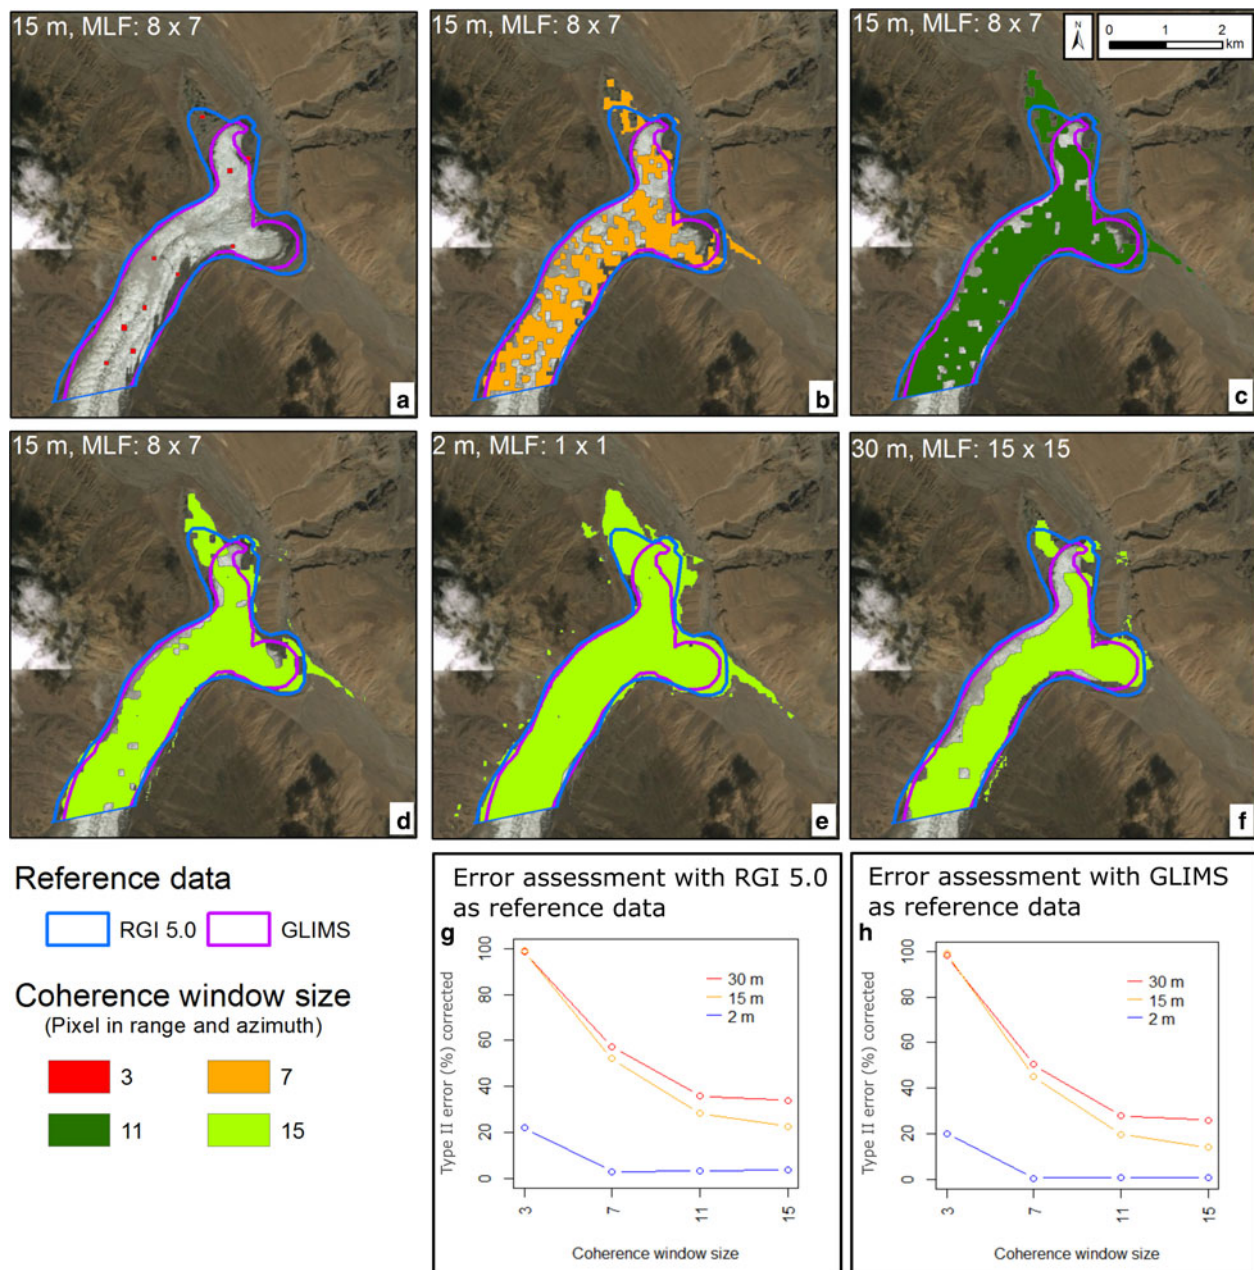 15 m, MLF: 8 x 7
15 m, MLF: 8 x 7
15 m, MLF: 8 x 7
N
0 1 2
km
a
b
c
15 m, MLF: 8 x 7
2 m, MLF: 1 x 1
30 m, MLF: 15 x 15
d
e
f
Reference data
RGI 5.0 GLIMS
Coherence window size
(Pixel in range and azimuth)
3 7
11 15
Error assessment with RGI 5.0
as reference data
g
Type II error (%) corrected
100
80
60
40
20
0
30 m
15 m
2 m
3 7 11 15
Coherence window size
Error assessment with GLIMS
as reference data
h
Type II error (%) corrected
100
80
60
40
20
0
30 m
15 m
2 m
3 7 11 15
Coherence window size